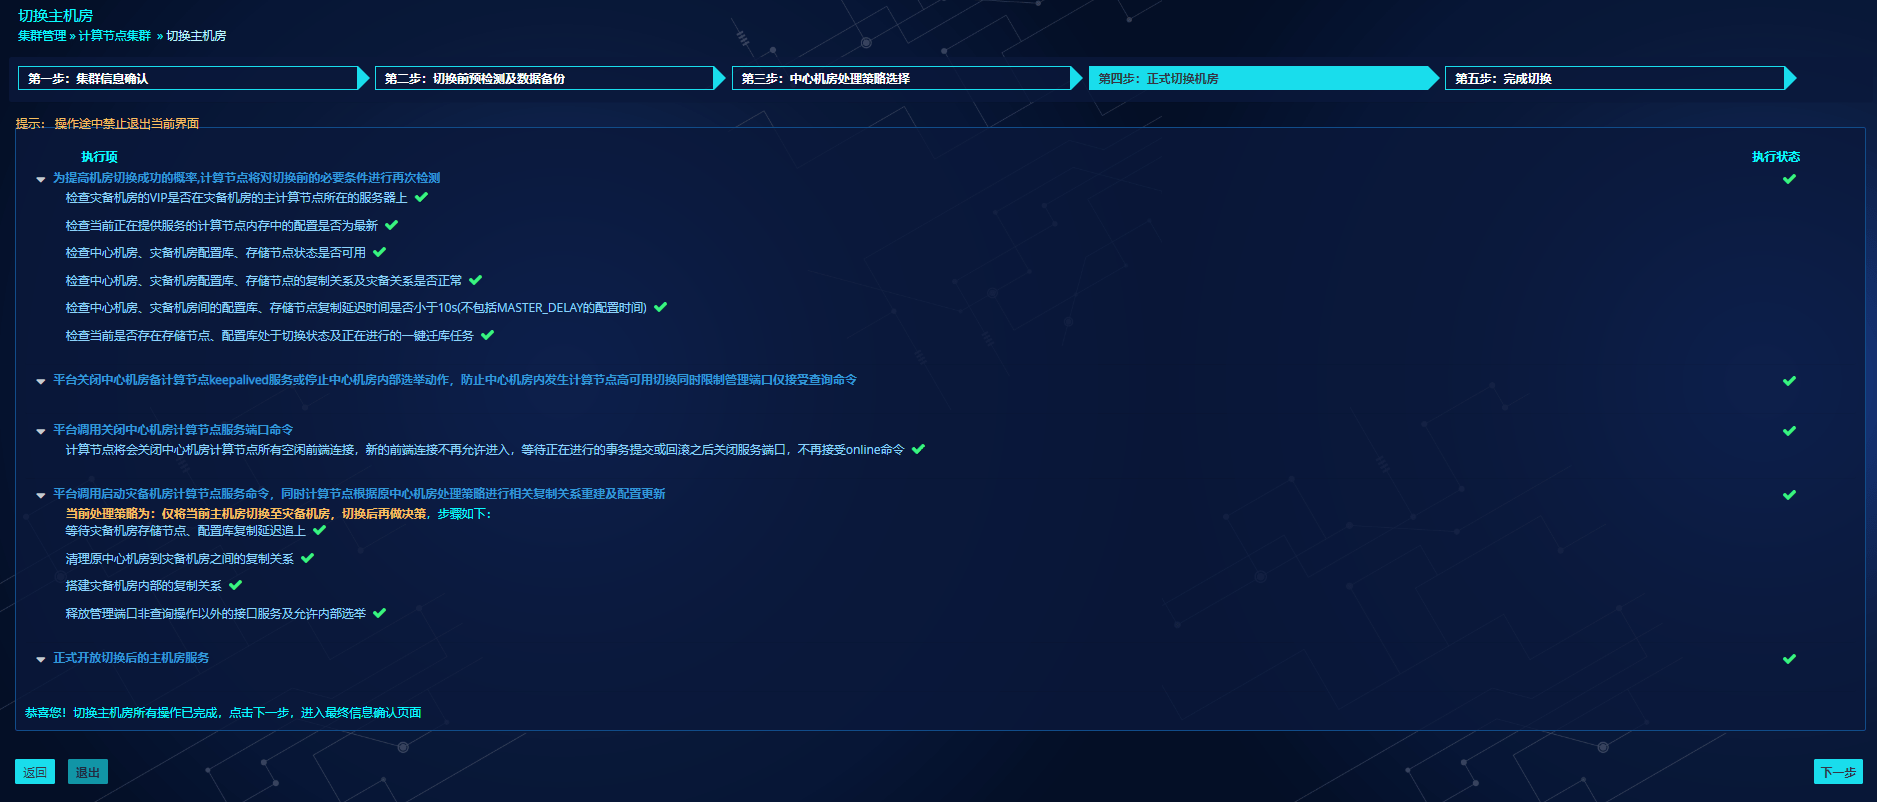 切换主机房
集群管理 » 计算节点集群 » 切换主机房
第一步：集群信息确认
第二步：切换前预检测及数据备份
第三步：中心机房处理策略选择
第四步：正式切换机房
第五步：完成切换
提示： 操作途中禁止退出当前界面
执行项
执行状态
为提高机房切换成功的概率,计算节点将对切换前的必要条件进行再次检测
检查灾备机房的VIP是否在灾备机房的主计算节点所在的服务器上
检查当前正在提供服务的计算节点内存中的配置是否为最新
检查中心机房、灾备机房配置库、存储节点状态是否可用
检查中心机房、灾备机房配置库、存储节点的复制关系及灾备关系是否正常
检查中心机房、灾备机房间的配置库、存储节点复制延迟时间是否小于10s(不包括MASTER_DELAY的配置时间)
检查当前是否存在存储节点、配置库处于切换状态及正在进行的一键迁库任务
平台关闭中心机房备计算节点keepalived服务或停止中心机房内部选举动作，防止中心机房内发生计算节点高可用切换同时限制管理端口仅接受查询命令
平台调用关闭中心机房计算节点服务端口命令
计算节点将会关闭中心机房计算节点所有空闲前端连接，新的前端连接不再允许进入，等待正在进行的事务提交或回滚之后关闭服务端口，不再接受online命令
平台调用启动灾备机房计算节点服务命令，同时计算节点根据原中心机房处理策略进行相关复制关系重建及配置更新
当前处理策略为：仅将当前主机房切换至灾备机房，切换后再做决策，步骤如下：
等待灾备机房存储节点、配置库复制延迟追上
清理原中心机房到灾备机房之间的复制关系
搭建灾备机房内部的复制关系
释放管理端口非查询操作以外的接口服务及允许内部选举
正式开放切换后的主机房服务
恭喜您！切换主机房所有操作已完成，点击下一步，进入最终信息确认页面
返回
退出
下一步